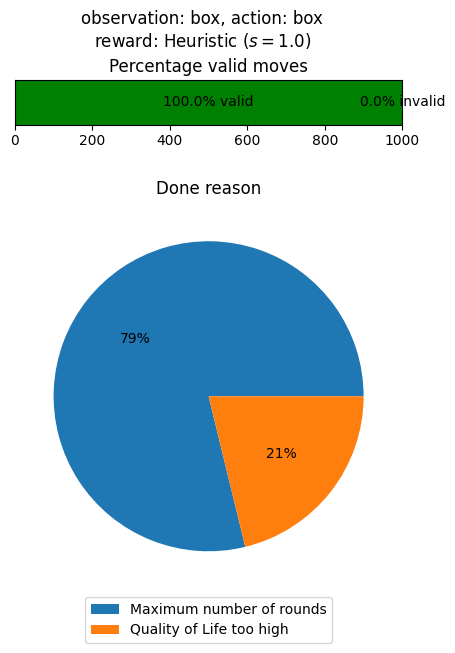 observation: box, action: box
reward: Heuristic (s = 1.0)
Percentage valid moves
100.0% valid
0.0% invalid
0 200 400 600 800 1000
Done reason
79%
21%
Maximum number of rounds
Quality of Life too high